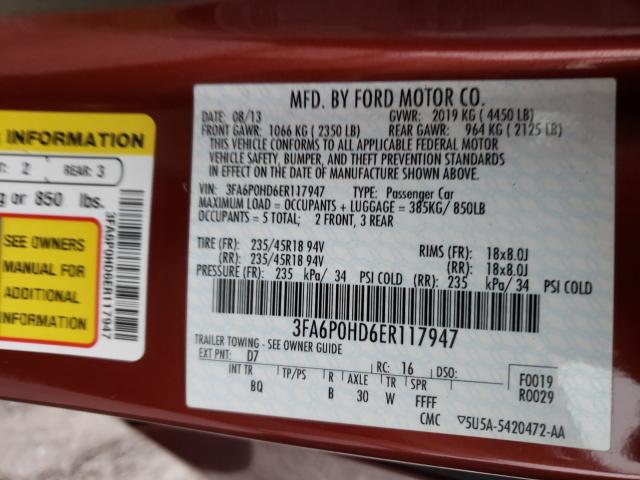 INFORMATION
: 2 REAR: 3
g or 850 lbs.
SEE OWNERS
MANUAL FOR
ADDITIONAL
INFORMATION
3FA6P0HD6ER117947
MFD. BY FORD MOTOR CO.
DATE: 08/13 GVWR: 2019 KG ( 4450 LB)
FRONT GAWR: 1066 KG ( 2350 LB) REAR GAWR: 964 KG ( 2125 LB)
THIS VEHICLE CONFORMS TO ALL APPLICABLE FEDERAL MOTOR
VEHICLE SAFETY, BUMPER, AND THEFT PREVENTION STANDARDS
IN EFFECT ON THE DATE OF MANUFACTURE SHOWN ABOVE.
VIN: 3FA6P0HD6ER117947 TYPE: Passenger Car
MAXIMUM LOAD = OCCUPANTS + LUGGAGE = 385KG/ 850LB
OCCUPANTS = 5 TOTAL; 2 FRONT, 3 REAR
TIRE (FR): 235/45R18 94V RIMS (FR): 18x8.0J
(RR): 235/45R18 94V (RR): 18x8.0J
PRESSURE (FR): 235 kPa/ 34 PSI COLD (RR) 235 kPa/ 34 PSI COLD
3FA6P0HD6ER117947
TRAILER TOWING - SEE OWNER GUIDE
EXT PNT: D7 RC: 16 DSO:
INT TR TP/PS R AXLE TR SPR
BQ B 30 W FFFF
F0019
R0029
CMC ▽5U5A-5420472-AA